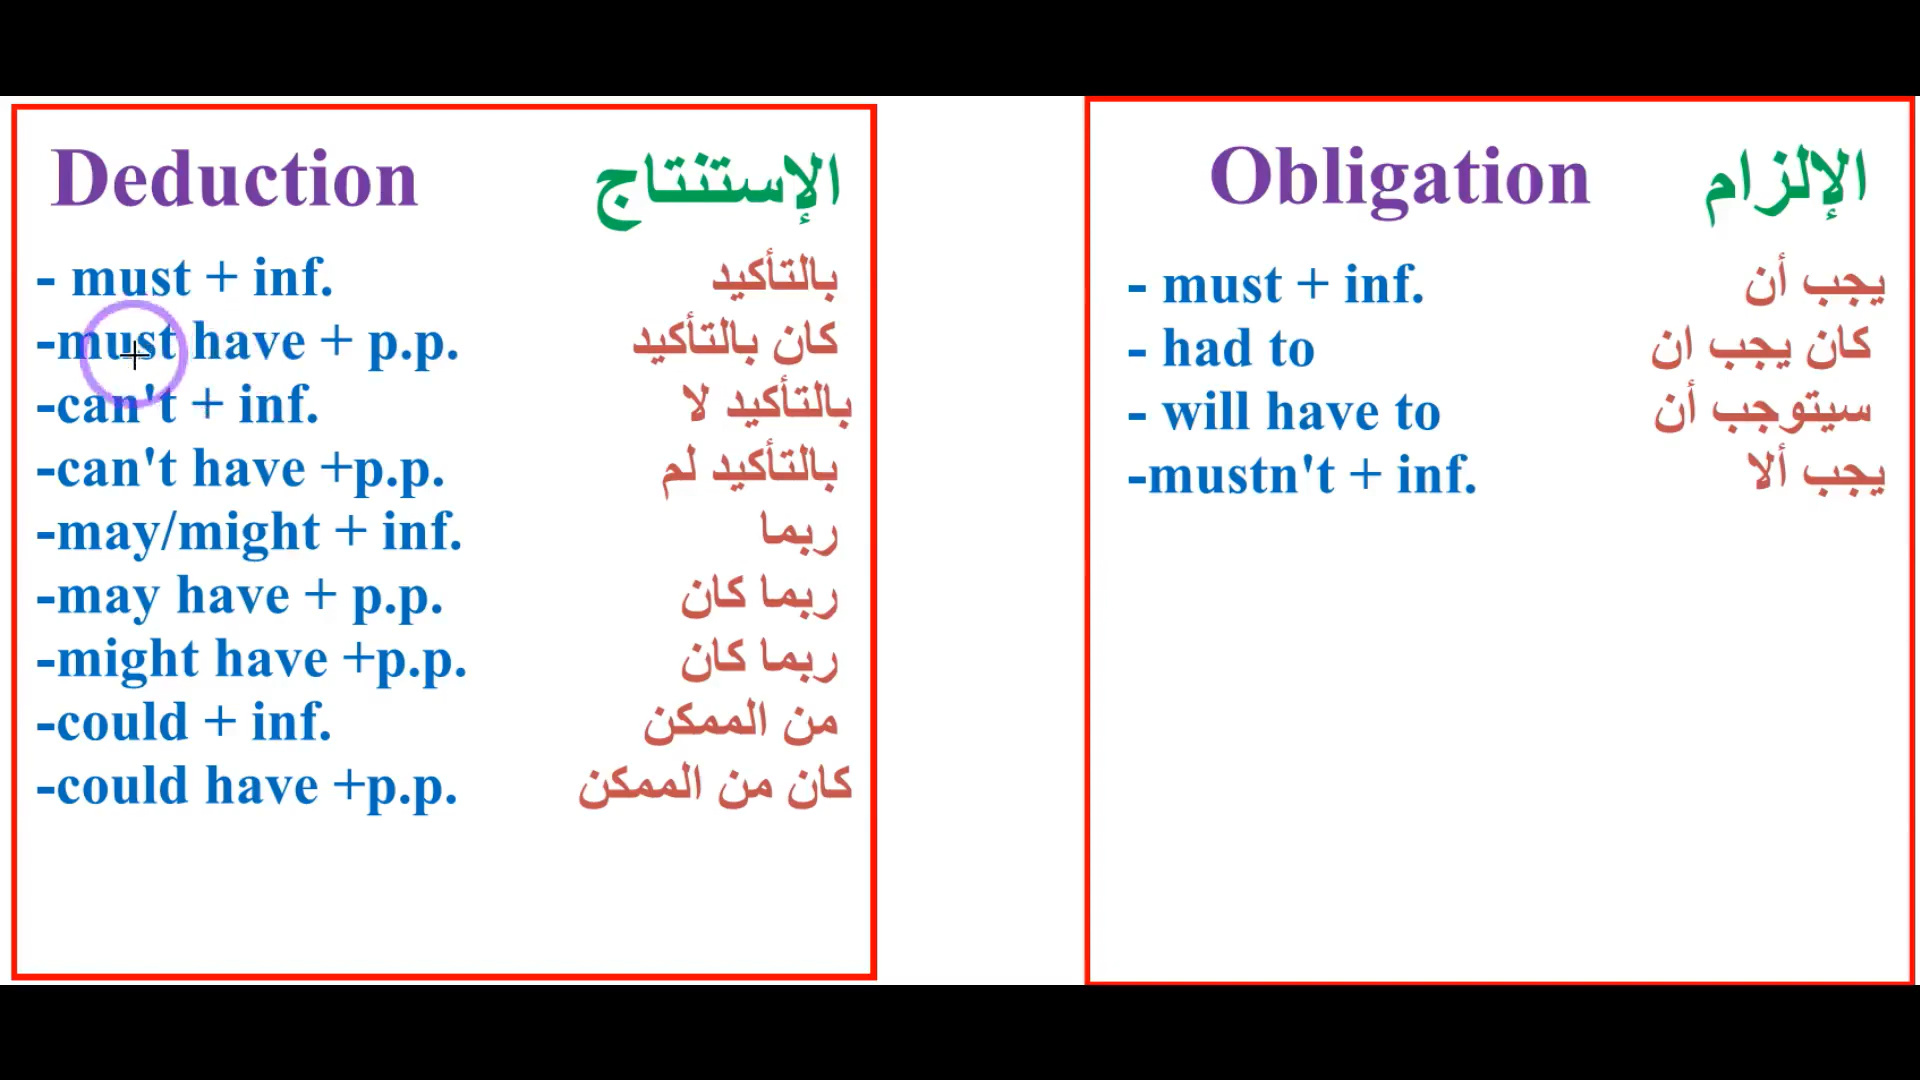 Deduction الإستنتاج
- must + inf. بالتأكيد
-must have + p.p. كان بالتأكيد
-can't + inf. بالتأكيد لا
-can't have +p.p. بالتأكيد لم
-may/might + inf. ربما
-may have + p.p. ربما كان
-might have +p.p. ربما كان
-could + inf. من الممكن
-could have +p.p. كان من الممكن
Obligation الإلزام
- must + inf. يجب أن
- had to كان يجب ان
- will have to سيتوجب أن
-mustn't + inf. يجب ألا